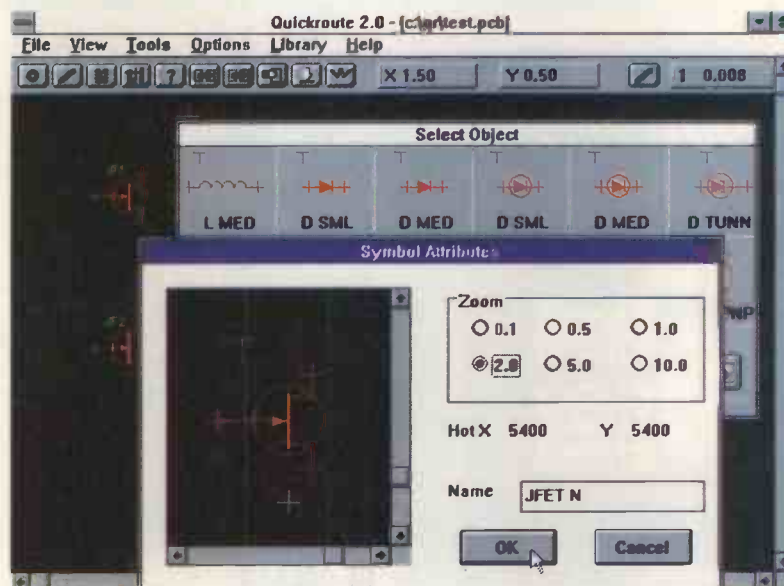 Quickroute 2.0 - [c:\qr\test.pcb]
File View Tools Options Library Help
? X 1.50 Y 0.50 1 0.008
Select Object
L MED D SML D MED D SML D MED D TUNN
Symbol Attributes
Zoom
0.1 0.5 1.0
2.0 5.0 10.0
Hot X 5400 Y 5400
Name JFET N
OK Cancel